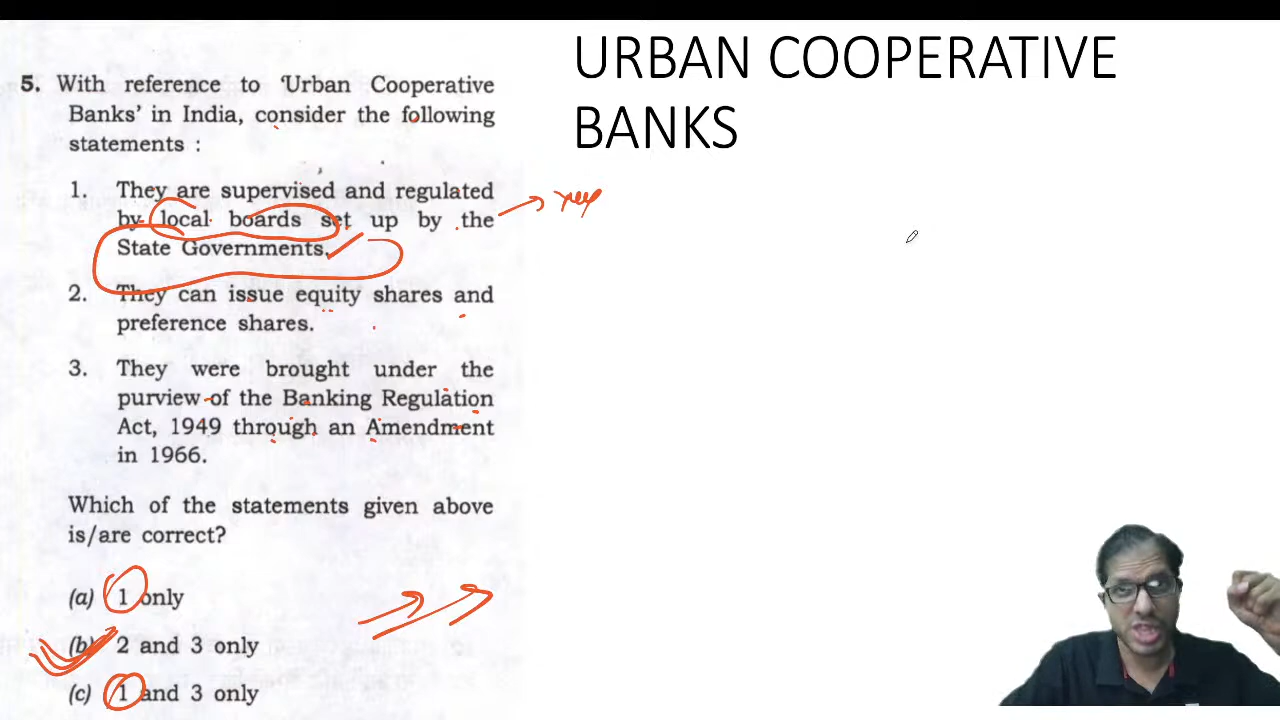 URBAN COOPERATIVE
BANKS
5. With reference to ‘Urban Cooperative
Banks’ in India, consider the following
statements :
1. They are supervised and regulated
by local boards set up by the
State Governments.
2. They can issue equity shares and
preference shares.
3. They were brought under the
purview of the Banking Regulation
Act, 1949 through an Amendment
in 1966.
Which of the statements given above
is/are correct?
(a) 1 only
(b) 2 and 3 only
(c) 1 and 3 only